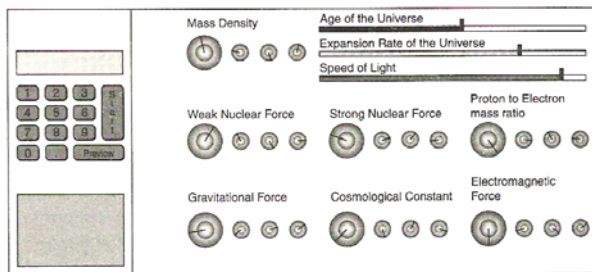 Mass Density
Age of the Universe
Expansion Rate of the Universe
Speed of Light
1 2 3 Start
4 5 6
7 8 9
0 . Preview
Weak Nuclear Force
Strong Nuclear Force
Proton to Electron
mass ratio
Gravitational Force
Cosmological Constant
Electromagnetic
Force